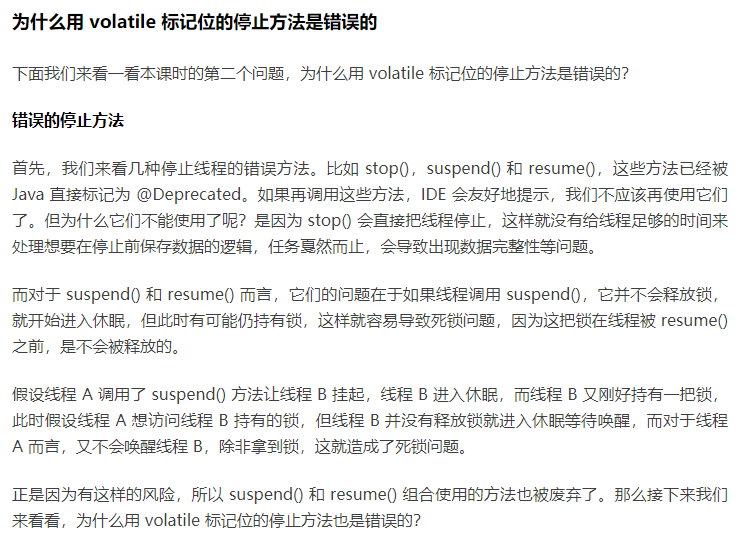 为什么用 volatile 标记位的停止方法是错误的
下面我们来看一看本课时的第二个问题，为什么用 volatile 标记位的停止方法是错误的？
错误的停止方法
首先，我们来看几种停止线程的错误方法。比如 stop()，suspend() 和 resume()，这些方法已经被
Java 直接标记为 @Deprecated。如果再调用这些方法，IDE 会友好地提示，我们不应该再使用它们
了。但为什么它们不能使用了呢？是因为 stop() 会直接把线程停止，这样就没有给线程足够的时间来
处理想要在停止前保存数据的逻辑，任务戛然而止，会导致出现数据完整性等问题。
而对于 suspend() 和 resume() 而言，它们的问题在于如果线程调用 suspend()，它并不会释放锁，
就开始进入休眠，但此时有可能仍持有锁，这样就容易导致死锁问题，因为这把锁在线程被 resume()
之前，是不会被释放的。
假设线程 A 调用了 suspend() 方法让线程 B 挂起，线程 B 进入休眠，而线程 B 又刚好持有一把锁，
此时假设线程 A 想访问线程 B 持有的锁，但线程 B 并没有释放锁就进入休眠等待唤醒，而对于线程
A 而言，又不会唤醒线程 B，除非拿到锁，这就造成了死锁问题。
正是因为有这样的风险，所以 suspend() 和 resume() 组合使用的方法也被废弃了。那么接下来我们
来看看，为什么用 volatile 标记位的停止方法也是错误的？